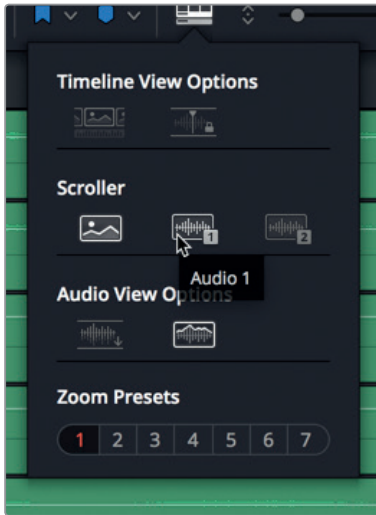 Timeline View Options
Scroller
1 2
Audio 1
Audio View Options
Zoom Presets
1 2 3 4 5 6 7